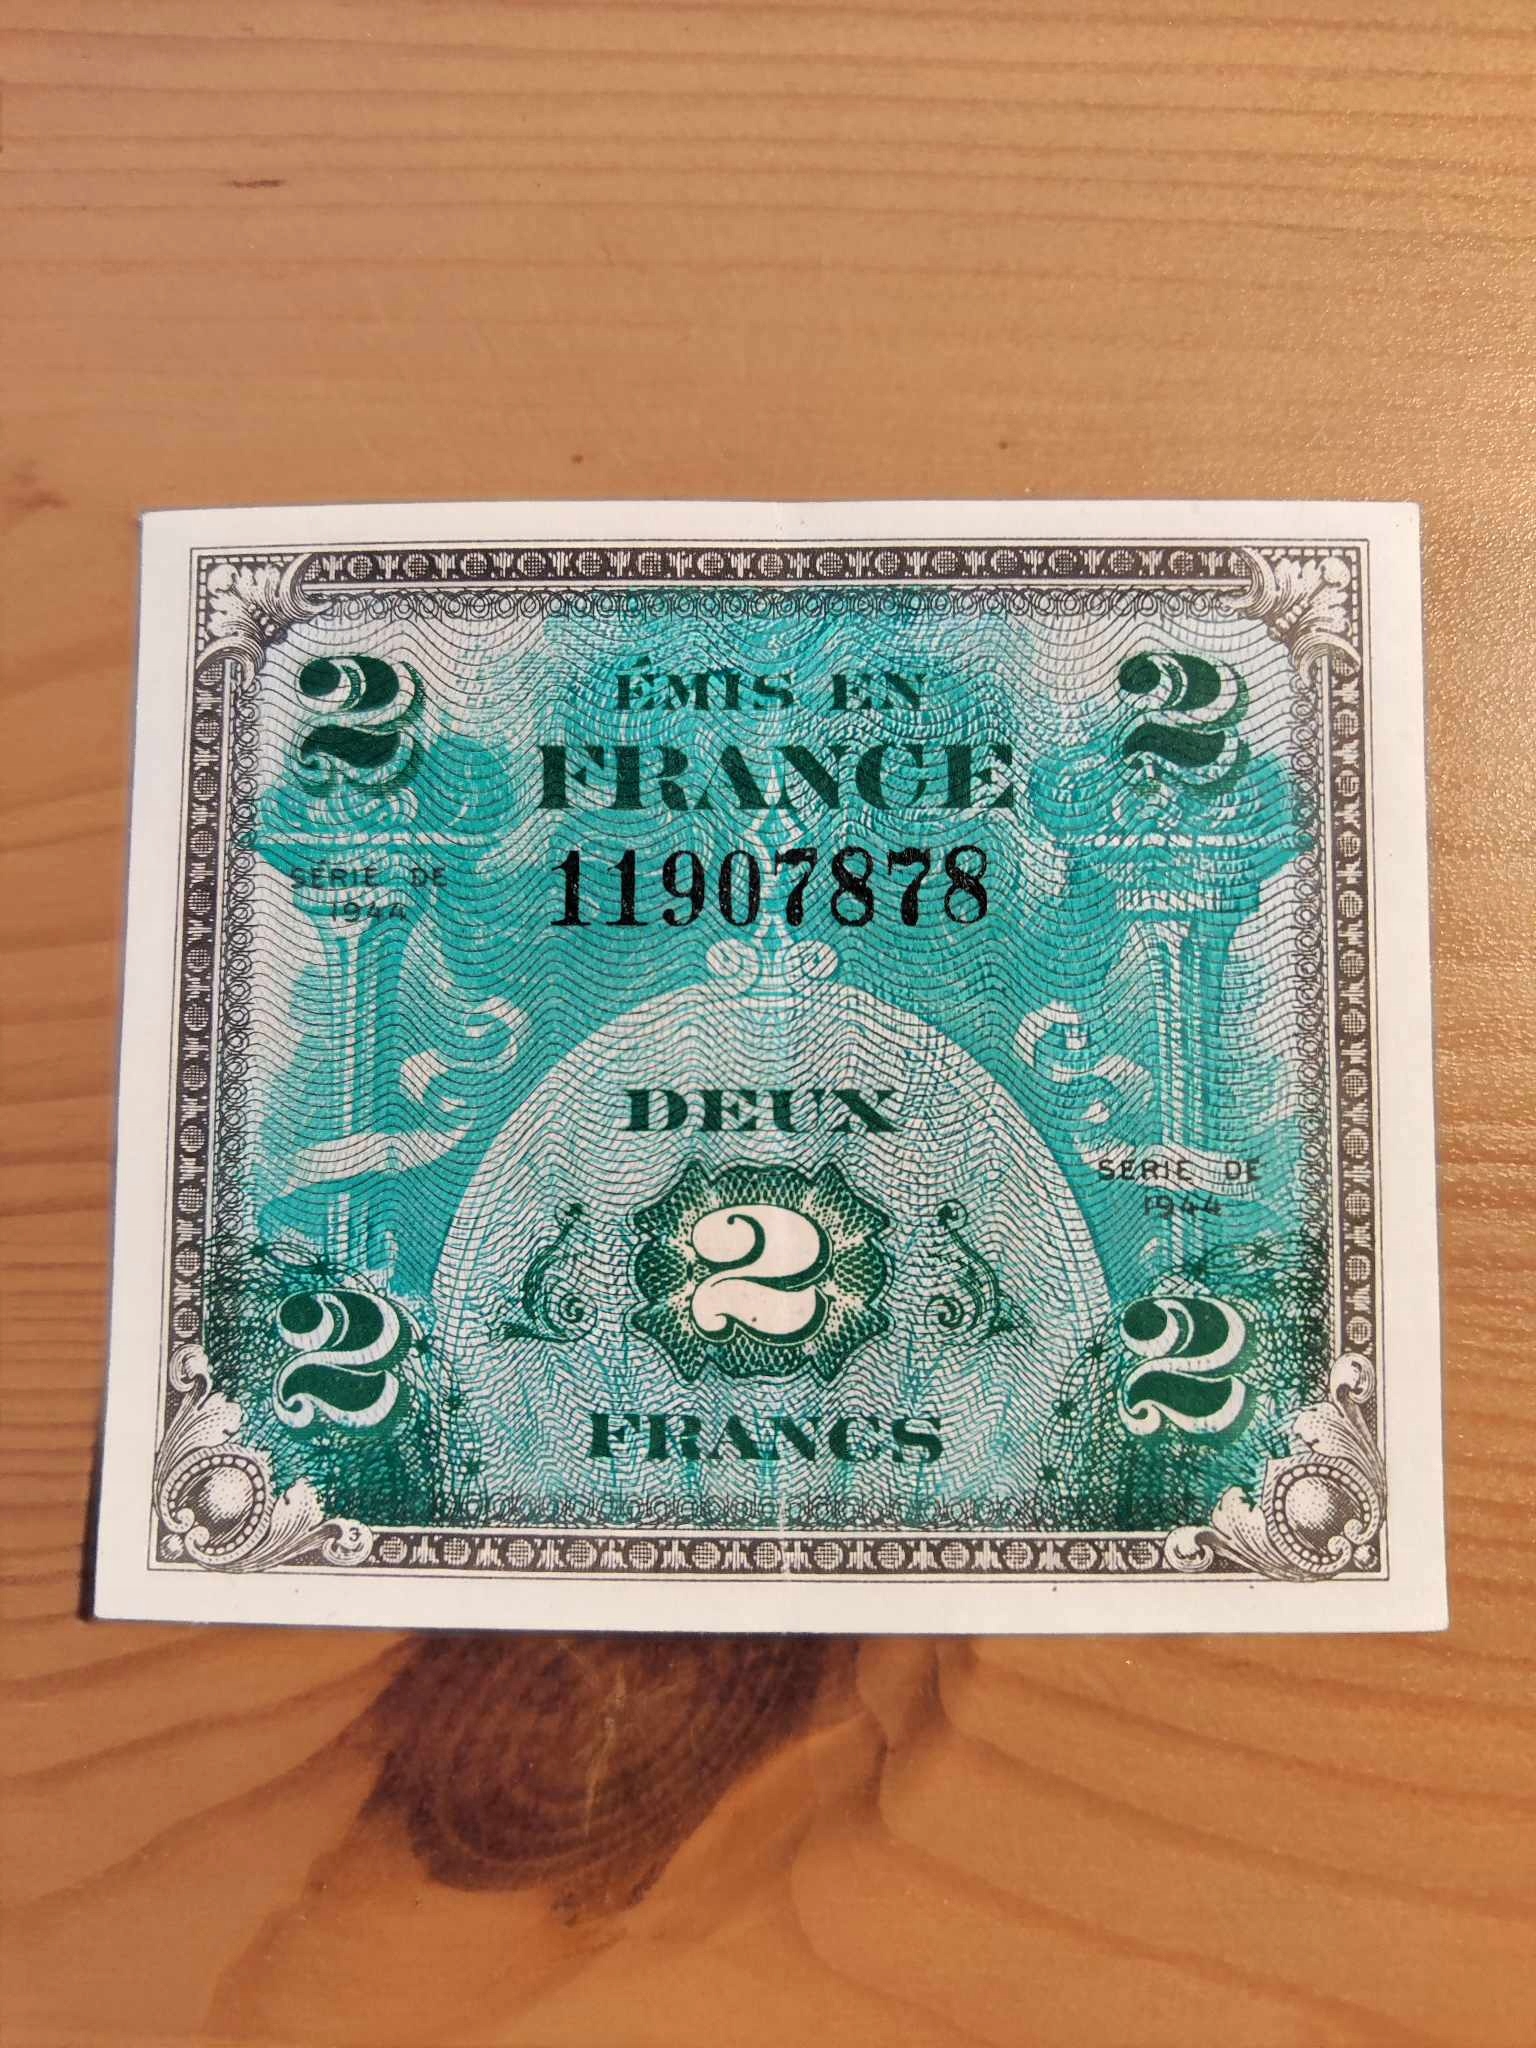 2 ÉMIS EN 2
FRANCE
11907878
SÉRIE DE
1944
DEUX
SÉRIE DE
1944
2
2 2
FRANCS
3